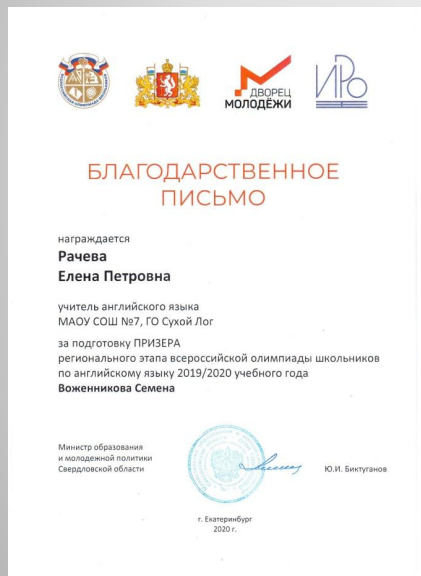 ДВОРЕЦ
МОЛОДЁЖИ
ИРО
БЛАГОДАРСТВЕННОЕ
ПИСЬМО
награждается
Рачева
Елена Петровна
учитель английского языка
МАОУ СОШ №7, ГО Сухой Лог
за подготовку ПРИЗЕРА
регионального этапа всероссийской олимпиады школьников
по английскому языку 2019/2020 учебного года
Воженникова Семена
Министр образования
и молодежной политики
Свердловской области
Ю.И. Биктуганов
г. Екатеринбург
2020 г.